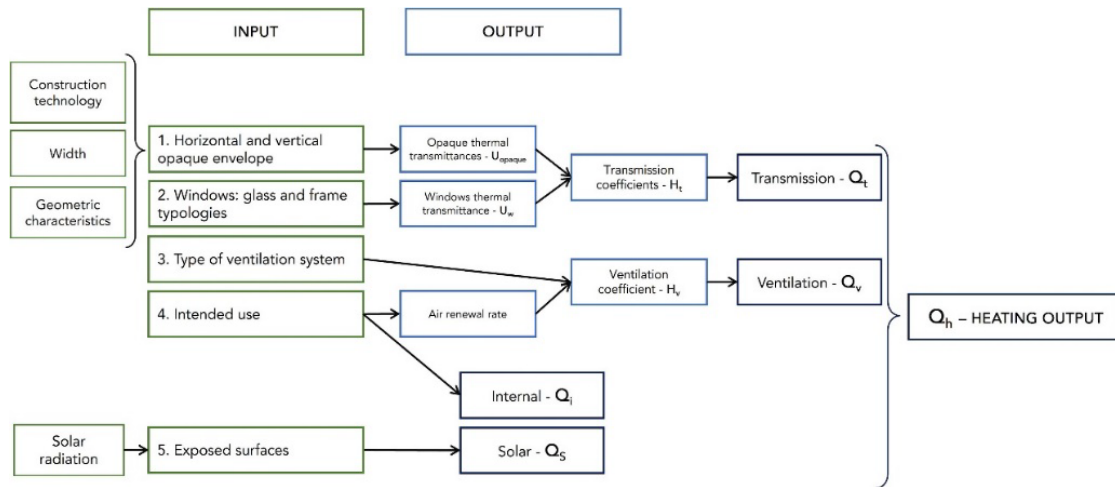 INPUT
OUTPUT
Construction
technology
Width
Geometric
characteristics
1. Horizontal and vertical
opaque envelope
Opaque thermal
transmittances - Uopaque
Transmission
coefficients - Ht
Transmission - Qt
2. Windows: glass and frame
typologies
Windows thermal
transmittance - Uw
3. Type of ventilation system
Ventilation
coefficient - Hv
Ventilation - Qv
4. Intended use
Air renewal rate
Qh – HEATING OUTPUT
Internal - Qi
Solar
radiation
5. Exposed surfaces
Solar - QS